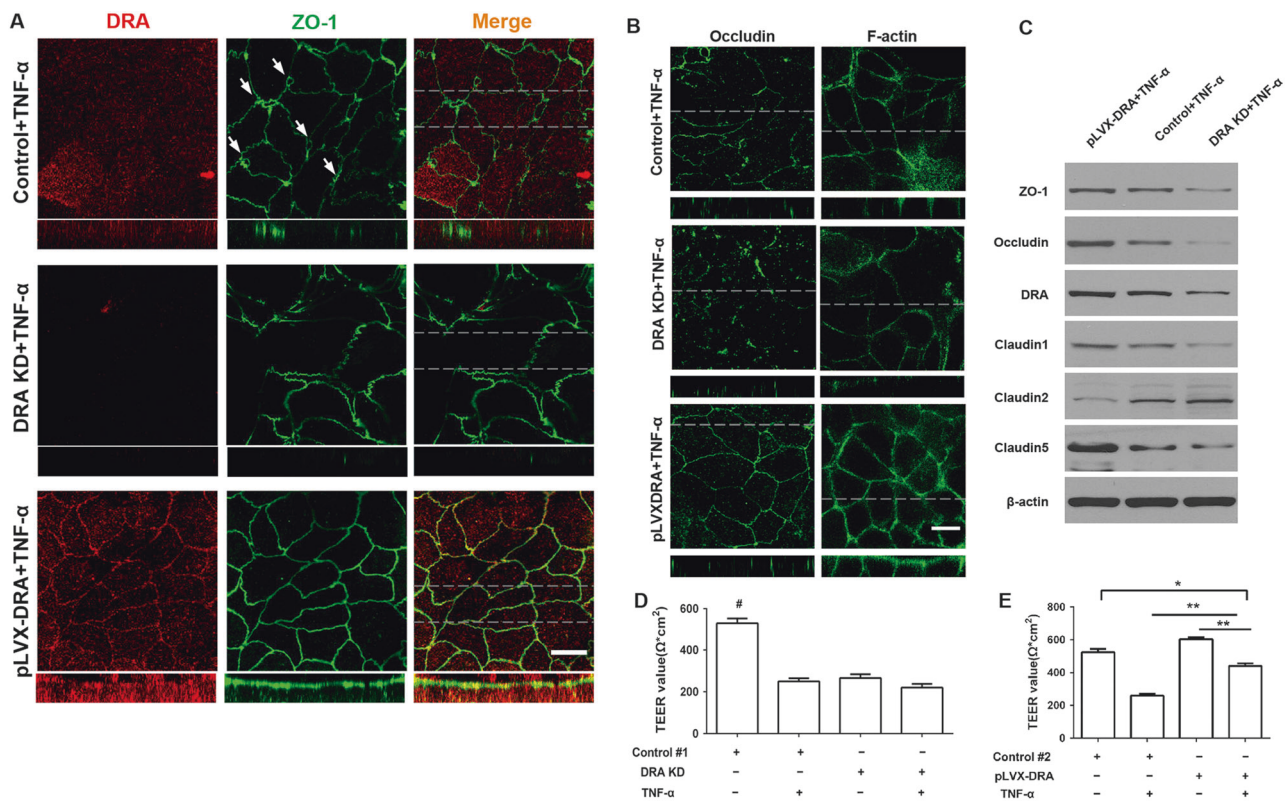 A
DRA
ZO-1
Merge
Control+TNF-α
DRA KD+TNF-α
pLVX-DRA+TNF-α
B
Occludin
F-actin
Control+TNF-α
DRA KD+TNF-α
pLVXDRA+TNF-α
C
pLVX-DRA+TNF-α
Control+TNF-α
DRA KD+TNF-α
ZO-1
Occludin
DRA
Claudin1
Claudin2
Claudin5
β-actin
D
TEER value(Ω*cm²)
600
400
200
0
#
Control #1 + + – –
DRA KD – – + +
TNF-α – + – +
E
TEER value(Ω*cm²)
800
600
400
200
0
*
**
**
Control #2 + + – –
pLVX-DRA – – + +
TNF-α – + – +